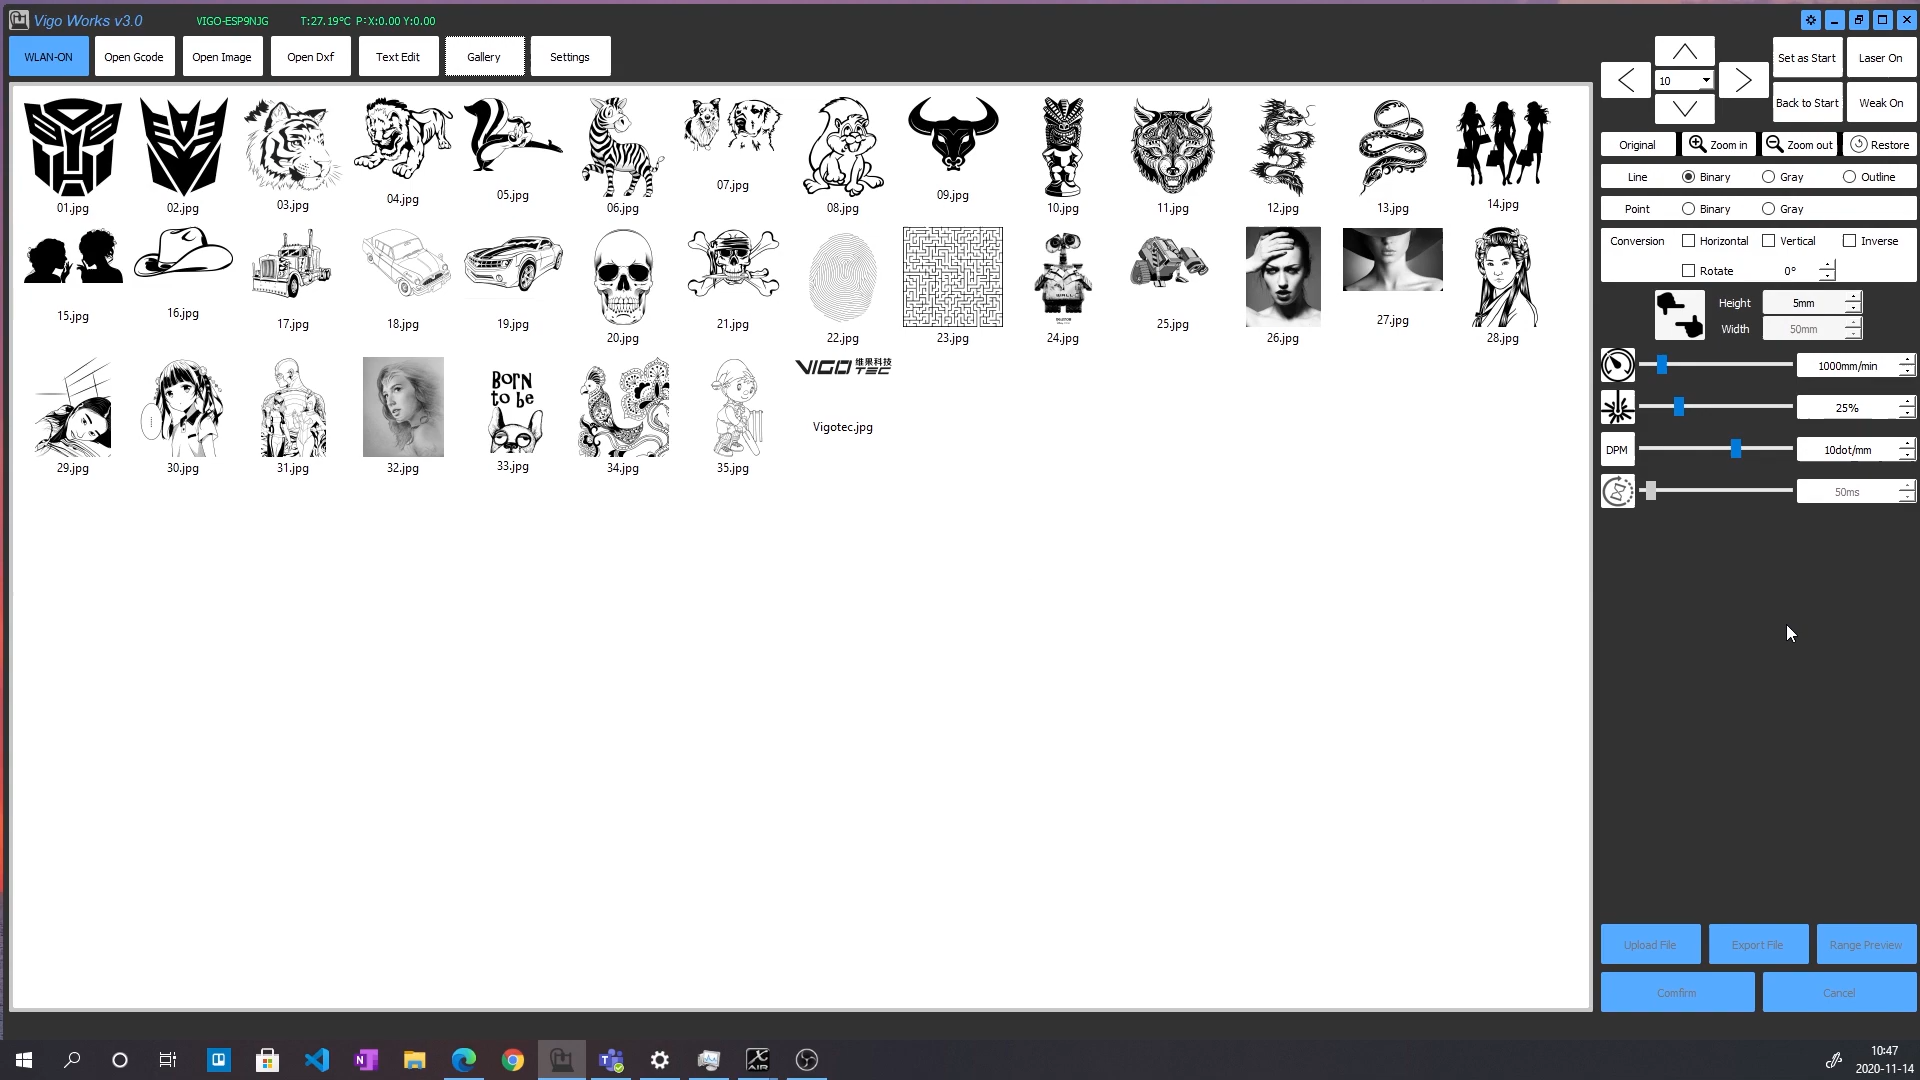 Vigo Works v3.0 VIGO-ESP9NJG T:27.19°C P:X:0.00 Y:0.00
WLAN-ON Open Gcode Open Image Open Dxf Text Edit Gallery Settings
01.jpg 02.jpg 03.jpg 04.jpg 05.jpg 06.jpg 07.jpg 08.jpg 09.jpg 10.jpg 11.jpg 12.jpg 13.jpg 14.jpg
15.jpg 16.jpg 17.jpg 18.jpg 19.jpg 20.jpg 21.jpg 22.jpg 23.jpg 24.jpg 25.jpg 26.jpg 27.jpg 28.jpg
BORN
to be
VIGO TEC 维果科技
29.jpg 30.jpg 31.jpg 32.jpg 33.jpg 34.jpg 35.jpg Vigotec.jpg
10
Set as Start Laser On
Back to Start Weak On
Original Zoom in Zoom out Restore
Line Binary Gray Outline
Point Binary Gray
Conversion Horizontal Vertical Inverse
Rotate 0°
Height 5mm
Width 50mm
1000mm/min
25%
DPM 10dot/mm
50ms
Upload File Export File Range Preview
Comfirm Cancel
10:47
2020-11-14